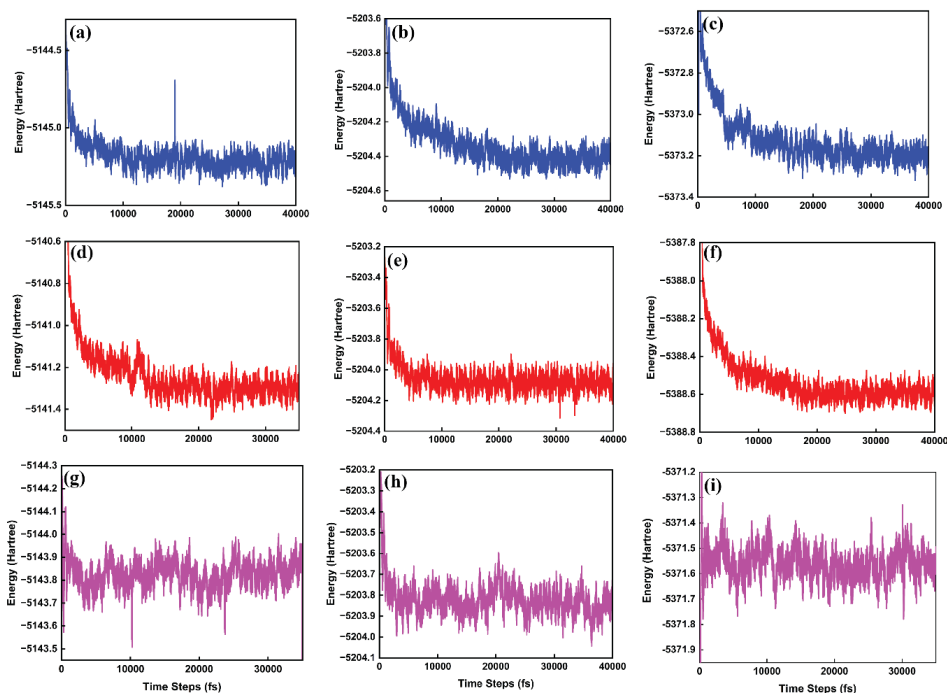 (a)
Energy (Hartree)
−5144.5
−5145.0
−5145.5
0 10000 20000 30000 40000
(b)
Energy (Hartree)
−5203.6
−5203.8
−5204.0
−5204.2
−5204.4
−5204.6
0 10000 20000 30000 40000
(c)
Energy (Hartree)
−5372.6
−5372.8
−5373.0
−5373.2
−5373.4
0 10000 20000 30000 40000
(d)
Energy (Hartree)
−5140.6
−5140.8
−5141.0
−5141.2
−5141.4
0 10000 20000 30000
(e)
Energy (Hartree)
−5203.2
−5203.4
−5203.6
−5203.8
−5204.0
−5204.2
−5204.4
0 10000 20000 30000 40000
(f)
Energy (Hartree)
−5387.8
−5388.0
−5388.2
−5388.4
−5388.6
−5388.8
0 10000 20000 30000 40000
(g)
Energy (Hartree)
−5144.3
−5144.2
−5144.1
−5144.0
−5143.9
−5143.8
−5143.7
−5143.6
−5143.5
0 10000 20000 30000
Time Steps (fs)
(h)
Energy (Hartree)
−5203.2
−5203.3
−5203.4
−5203.5
−5203.6
−5203.7
−5203.8
−5203.9
−5204.0
−5204.1
0 10000 20000 30000 40000
Time Steps (fs)
(i)
Energy (Hartree)
−5371.2
−5371.3
−5371.4
−5371.5
−5371.6
−5371.7
−5371.8
−5371.9
0 10000 20000 30000
Time Steps (fs)